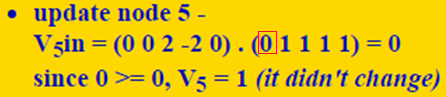 • update node 5 -
V5in = (0 0 2 -2 0) . (0 1 1 1 1) = 0
since 0 >= 0, V5 = 1 (it didn't change)